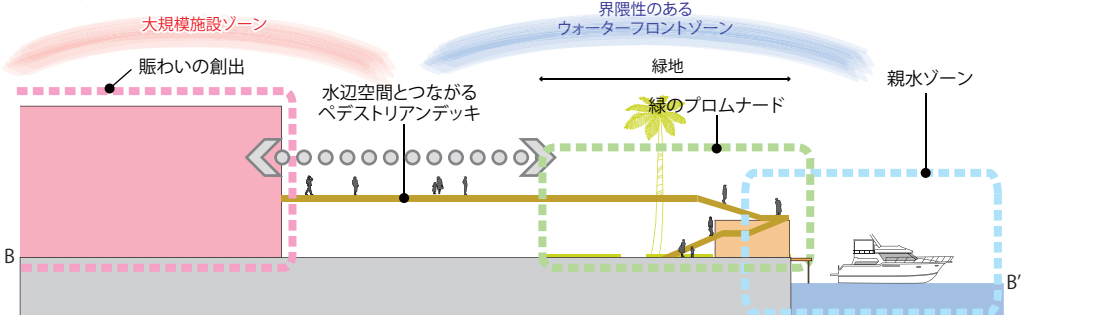 大規模施設ゾーン
界隈性のある
ウォーターフロントゾーン
賑わいの創出
水辺空間とつながる
ペデストリアンデッキ
緑地
緑のプロムナード
親水ゾーン
B
B'